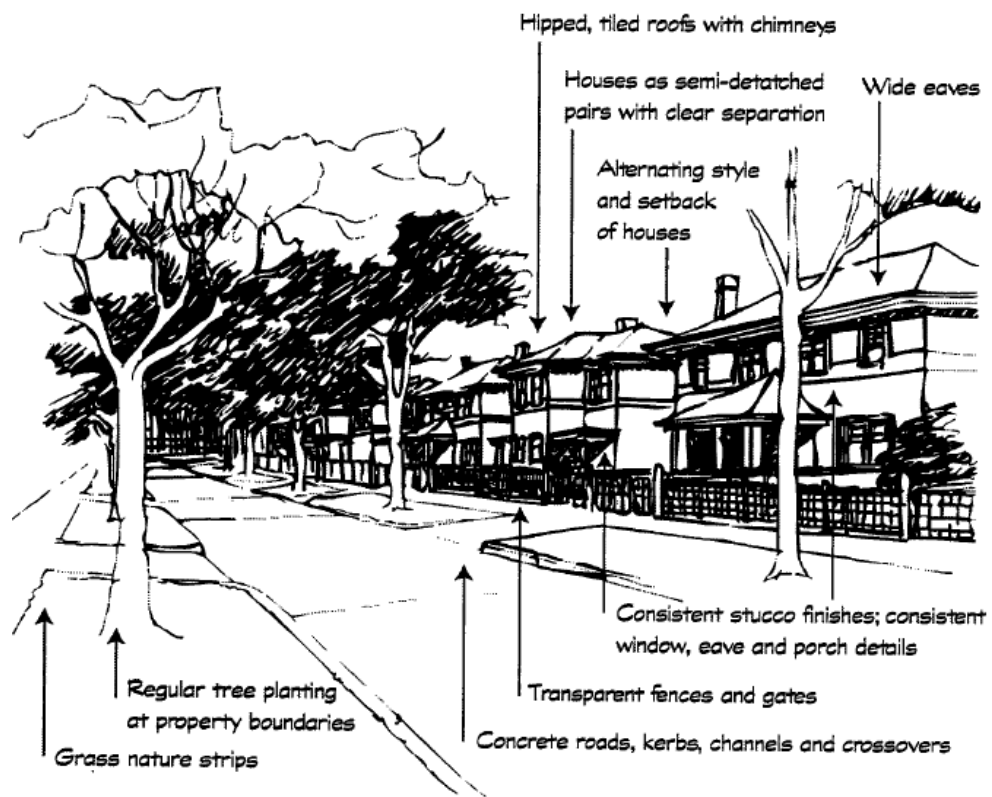 Hipped, tiled roofs with chimneys
Houses as semi-detatched
pairs with clear separation
Wide eaves
Alternating style
and setback
of houses
Consistent stucco finishes; consistent
window, eave and porch details
Regular tree planting
at property boundaries
Transparent fences and gates
Concrete roads, kerbs, channels and crossovers
Grass nature strips